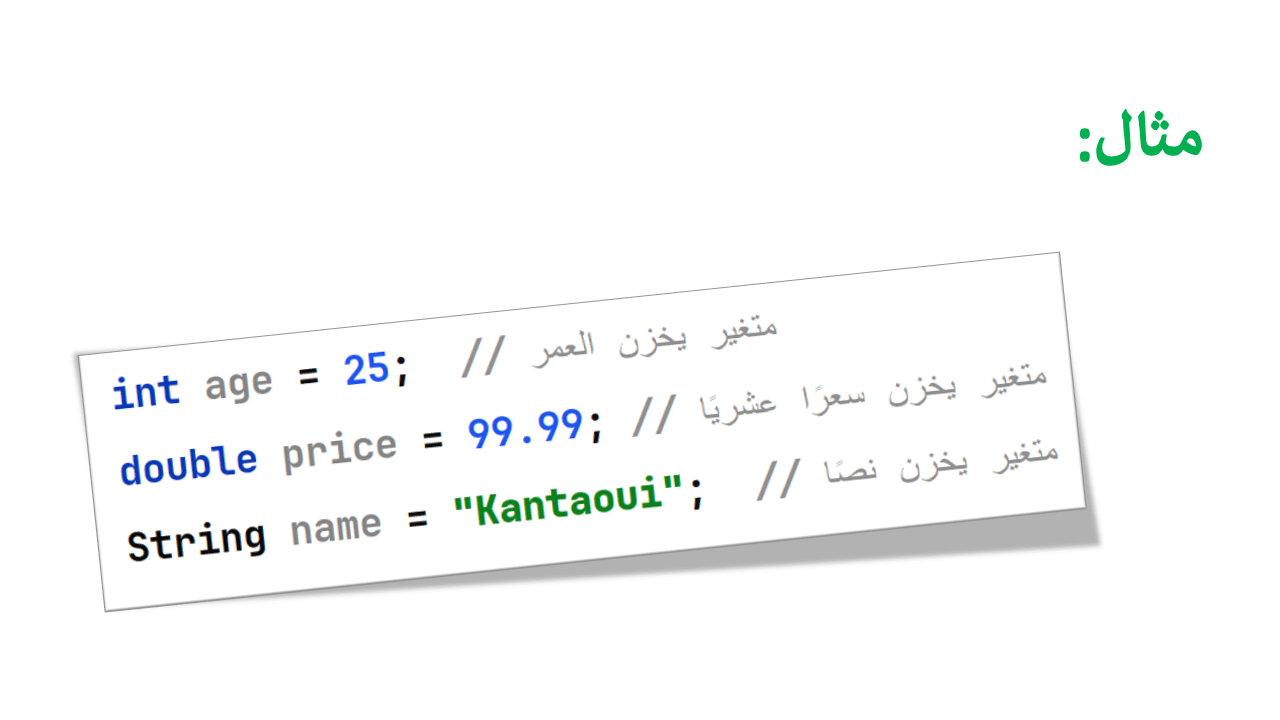 مثال:
int age = 25;  // متغير يخزن العمر
double price = 99.99; // متغير يخزن سعرًا عشريًا
String name = "Kantaoui";  // متغير يخزن نصًا